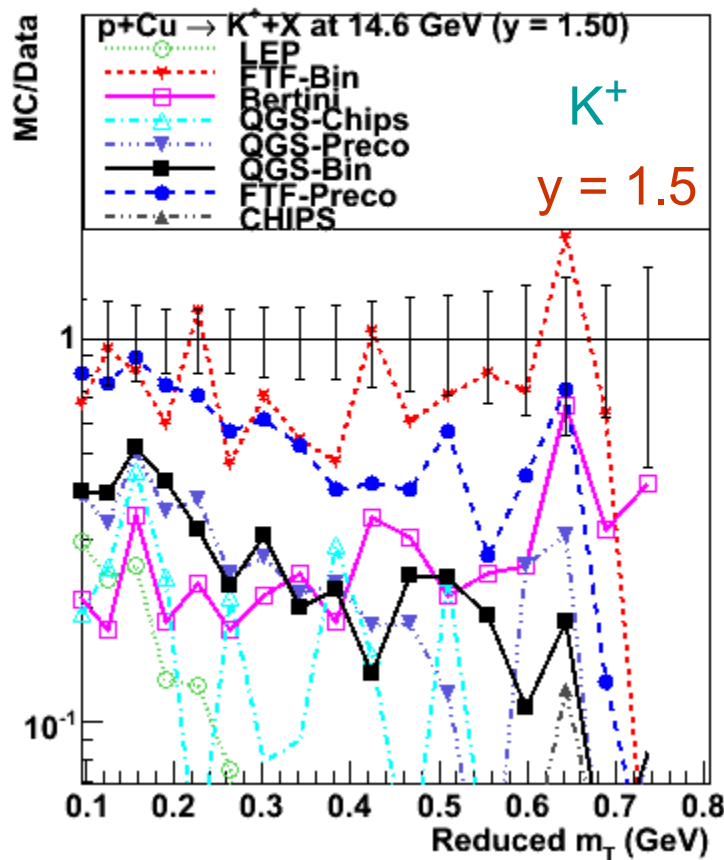 p+Cu → K⁺+X at 14.6 GeV (y = 1.50)
LEP
FTF-Bin
Bertini
QGS-Chips
QGS-Preco
QGS-Bin
FTF-Preco
CHIPS
K⁺
y = 1.5
MC/Data
1
10⁻¹
0.1 0.2 0.3 0.4 0.5 0.6 0.7 0.8
Reduced m_T (GeV)